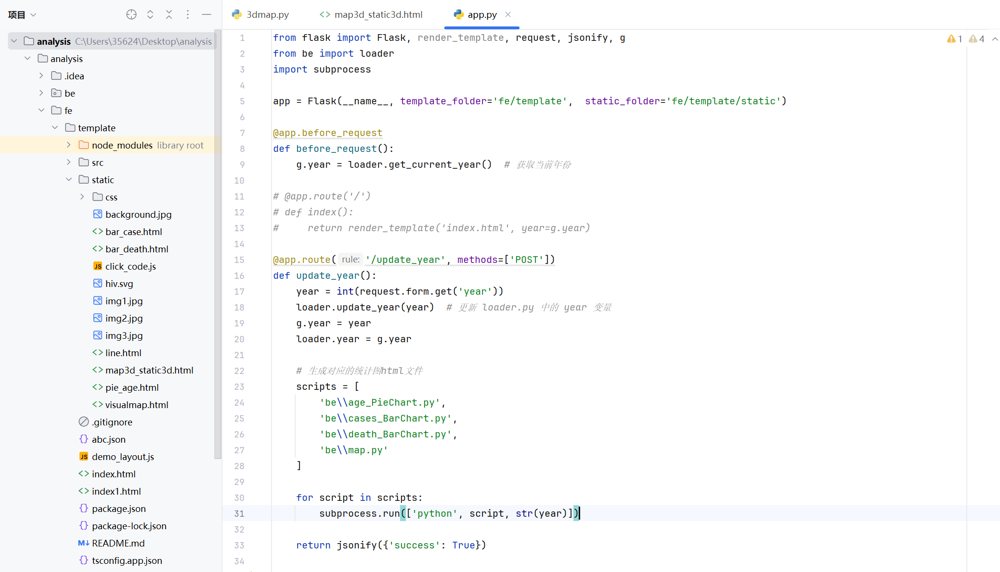 项目
3dmap.py
map3d_static3d.html
app.py
analysis C:\Users\35624\Desktop\analysis
analysis
.idea
be
fe
template
node_modules library root
src
static
css
background.jpg
bar_case.html
bar_death.html
JS click_code.js
hiv.svg
img1.jpg
img2.jpg
img3.jpg
line.html
map3d_static3d.html
pie_age.html
visualmap.html
.gitignore
abc.json
JS demo_layout.js
index.html
index1.html
package.json
package-lock.json
M↓ README.md
tsconfig.app.json
1 4
1 from flask import Flask, render_template, request, jsonify, g
2 from be import loader
3 import subprocess
4
5 app = Flask(__name__, template_folder='fe/template', static_folder='fe/template/static')
6
7 @app.before_request
8 def before_request():
9 g.year = loader.get_current_year() # 获取当前年份
10
11 # @app.route('/')
12 # def index():
13 # return render_template('index.html', year=g.year)
14
15 @app.route( rule: '/update_year', methods=['POST'])
16 def update_year():
17 year = int(request.form.get('year'))
18 loader.update_year(year) # 更新 loader.py 中的 year 变量
19 g.year = year
20 loader.year = g.year
21
22 # 生成对应的统计图html文件
23 scripts = [
24 'be\\age_PieChart.py',
25 'be\\cases_BarChart.py',
26 'be\\death_BarChart.py',
27 'be\\map.py'
28 ]
29
30 for script in scripts:
31 subprocess.run(['python', script, str(year)])
32
33 return jsonify({'success': True})
34